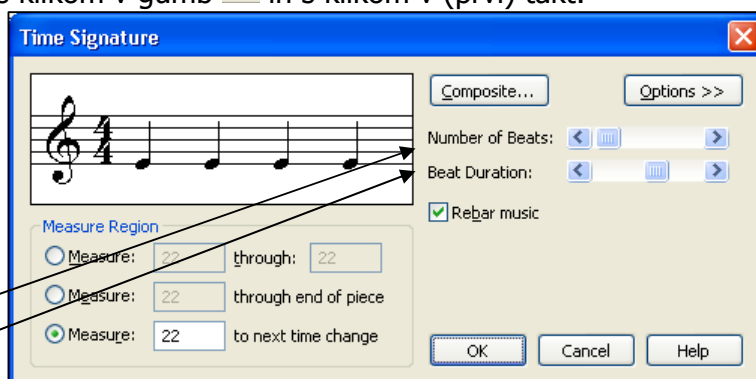 s klikom v gumb in s klikom v (prvi) takt.
Time Signature
Composite...
Options >>
Number of Beats:
Beat Duration:
Rebar music
Measure Region
Measure: 22 through: 22
Measure: 22 through end of piece
Measure: 22 to next time change
OK
Cancel
Help